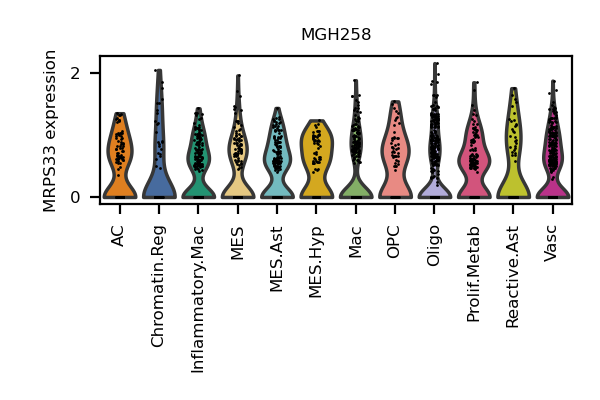 MGH258
MRPS33 expression
2
0
AC
Chromatin.Reg
Inflammatory.Mac
MES
MES.Ast
MES.Hyp
Mac
OPC
Oligo
Prolif.Metab
Reactive.Ast
Vasc